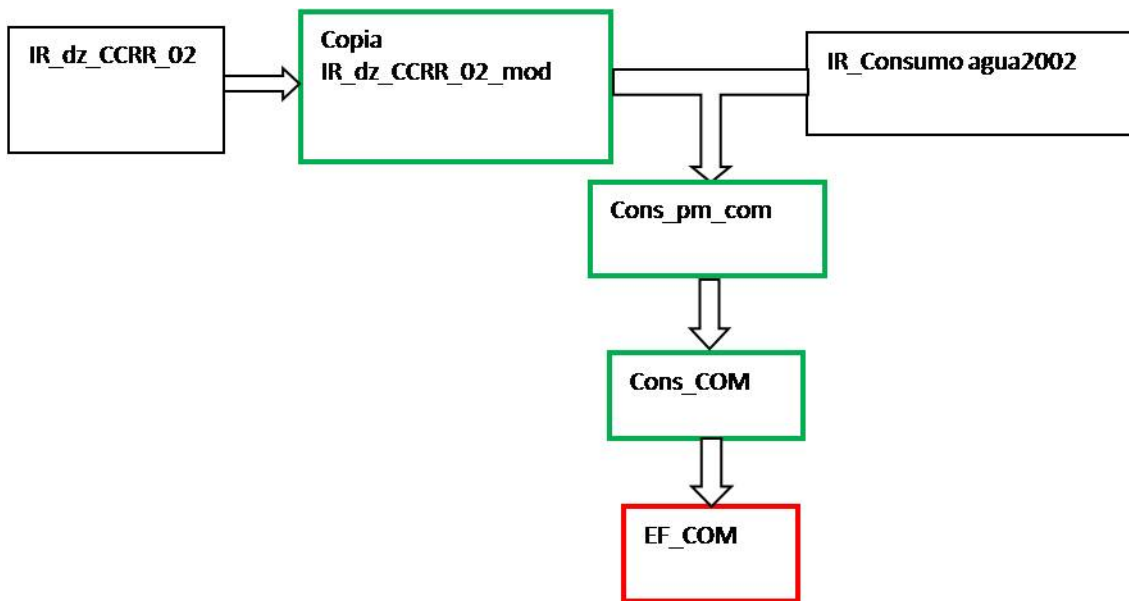 IR_dz_CCRR_02
Copia
IR_dz_CCRR_02_mod
IR_Consumo agua2002
Cons_pm_com
Cons_COM
EF_COM